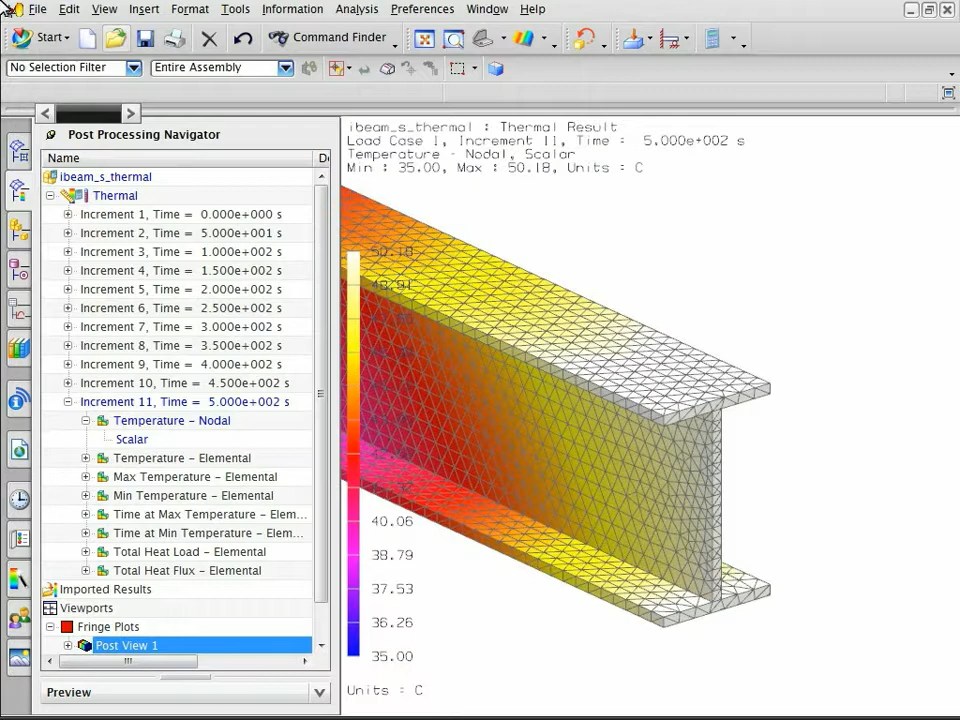 File Edit View Insert Format Tools Information Analysis Preferences Window Help
Start Command Finder
No Selection Filter Entire Assembly
Post Processing Navigator
Name D
ibeam_s_thermal
Thermal
Increment 1, Time = 0.000e+000 s
Increment 2, Time = 5.000e+001 s
Increment 3, Time = 1.000e+002 s
Increment 4, Time = 1.500e+002 s
Increment 5, Time = 2.000e+002 s
Increment 6, Time = 2.500e+002 s
Increment 7, Time = 3.000e+002 s
Increment 8, Time = 3.500e+002 s
Increment 9, Time = 4.000e+002 s
Increment 10, Time = 4.500e+002 s
Increment 11, Time = 5.000e+002 s
Temperature - Nodal
Scalar
Temperature - Elemental
Max Temperature - Elemental
Min Temperature - Elemental
Time at Max Temperature - Elem...
Time at Min Temperature - Elem...
Total Heat Load - Elemental
Total Heat Flux - Elemental
Imported Results
Viewports
Fringe Plots
Post View 1
Preview
ibeam_s_thermal : Thermal Result
Load Case 1, Increment 11, Time = 5.000e+002 s
Temperature - Nodal, Scalar
Min : 35.00, Max : 50.18, Units = C
50.18
48.91
40.06
38.79
37.53
36.26
35.00
Units = C